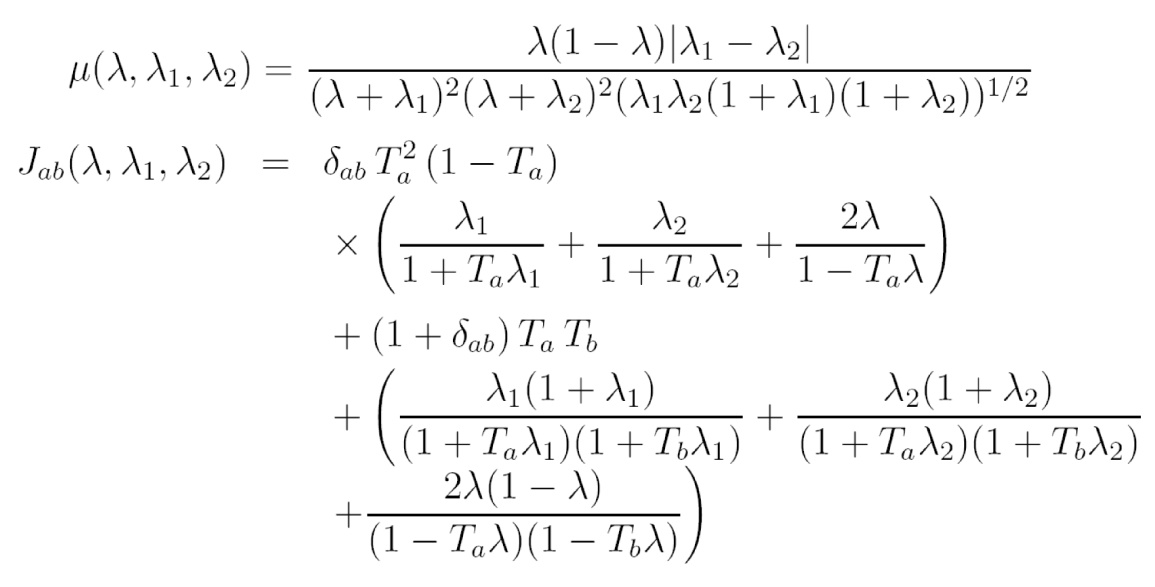 μ(λ, λ₁, λ₂) = λ(1 − λ)|λ₁ − λ₂| / (λ + λ₁)²(λ + λ₂)²(λ₁λ₂(1 + λ₁)(1 + λ₂))^{1/2}
J_{ab}(λ, λ₁, λ₂) = δ_{ab} T_a² (1 − T_a)
× ( λ₁ / 1 + T_aλ₁ + λ₂ / 1 + T_aλ₂ + 2λ / 1 − T_aλ )
+ (1 + δ_{ab}) T_a T_b
+ ( λ₁(1 + λ₁) / (1 + T_aλ₁)(1 + T_bλ₁) + λ₂(1 + λ₂) / (1 + T_aλ₂)(1 + T_bλ₂)
+ 2λ(1 − λ) / (1 − T_aλ)(1 − T_bλ) )